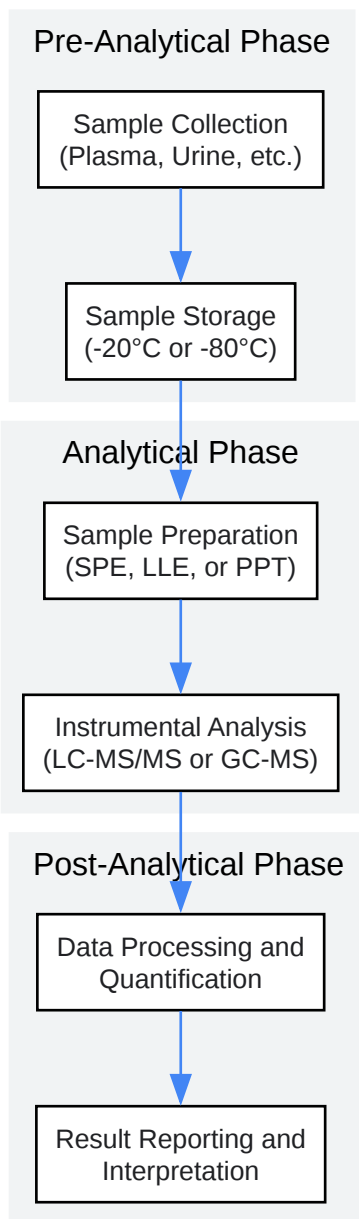 Pre-Analytical Phase
Sample Collection
(Plasma, Urine, etc.)
Sample Storage
(-20°C or -80°C)
Analytical Phase
Sample Preparation
(SPE, LLE, or PPT)
Instrumental Analysis
(LC-MS/MS or GC-MS)
Post-Analytical Phase
Data Processing and
Quantification
Result Reporting and
Interpretation